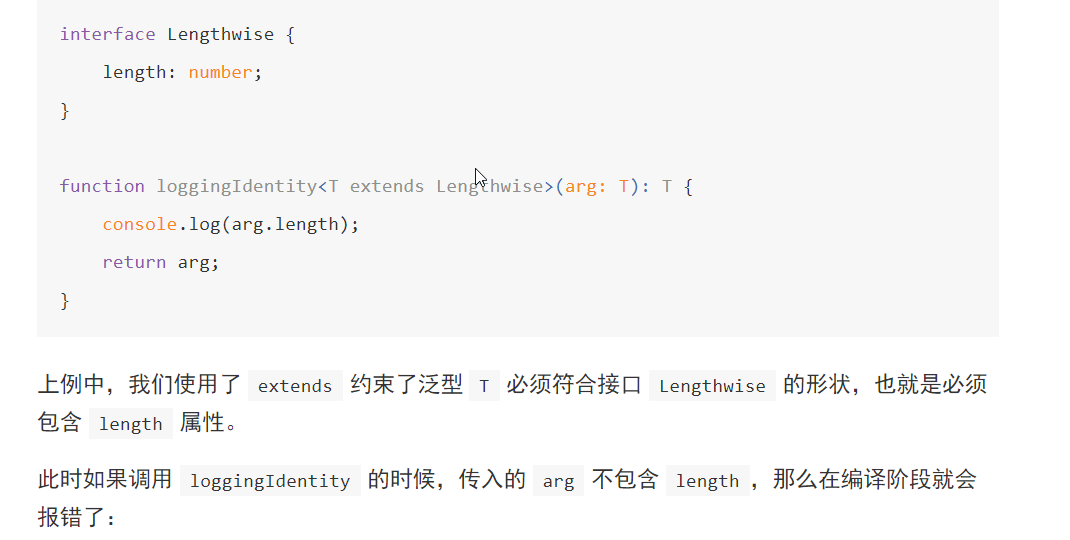 interface Lengthwise {
    length: number;
}
function loggingIdentity<T extends Lengthwise>(arg: T): T {
    console.log(arg.length);
    return arg;
}
上例中，我们使用了 extends 约束了泛型 T 必须符合接口 Lengthwise 的形状，也就是必须
包含 length 属性。
此时如果调用 loggingIdentity 的时候，传入的 arg 不包含 length ，那么在编译阶段就会
报错了：